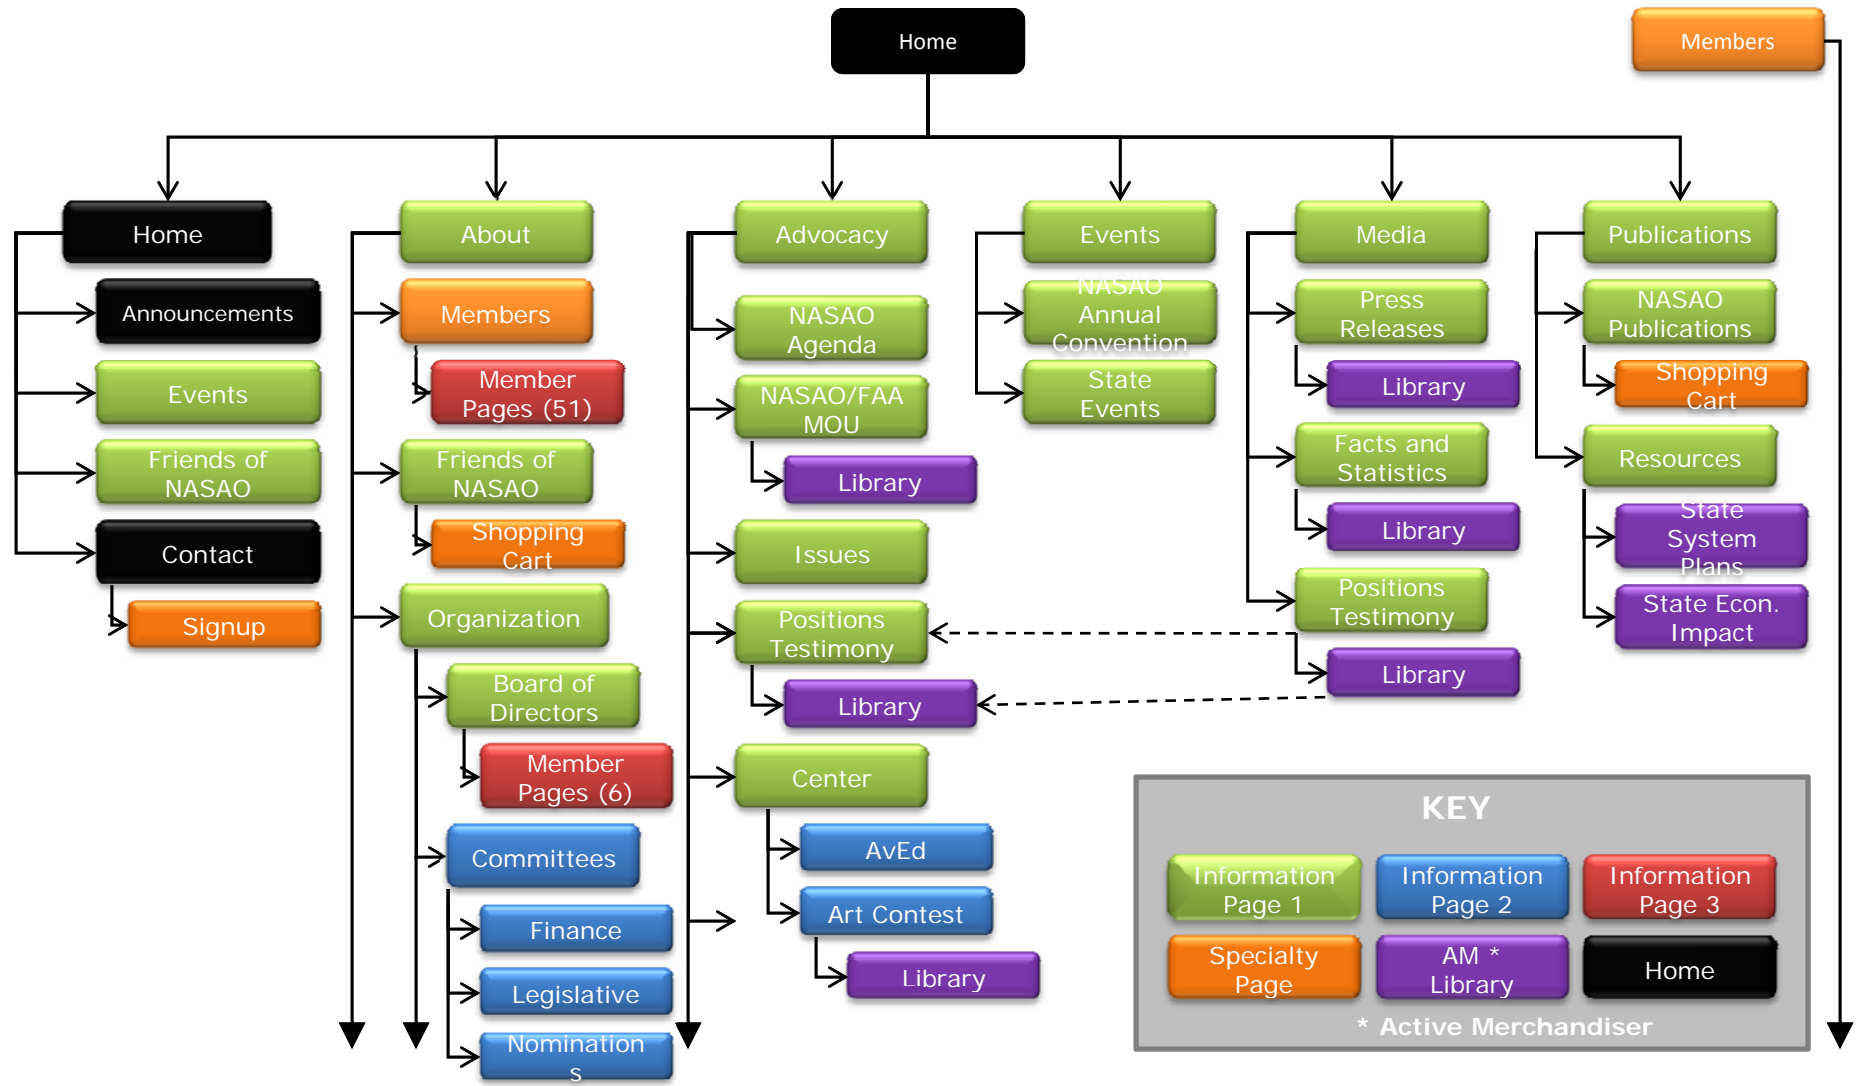 Home
Members
Home
About
Advocacy
Events
Media
Publications
Announcements
Events
Friends of
NASAO
Contact
Signup
Members
Member
Pages (51)
Friends of
NASAO
Shopping
Cart
Organization
Board of
Directors
Member
Pages (6)
Committees
Finance
Legislative
Nomination
s
NASAO
Agenda
NASAO/FAA
MOU
Library
Issues
Positions
Testimony
Library
Center
AvEd
Art Contest
Library
NASAO
Annual
Convention
State
Events
Press
Releases
Library
Facts and
Statistics
Library
Positions
Testimony
Library
NASAO
Publications
Shopping
Cart
Resources
State
System
Plans
State Econ.
Impact
KEY
Information
Page 1
Information
Page 2
Information
Page 3
Specialty
Page
AM *
Library
Home
* Active Merchandiser